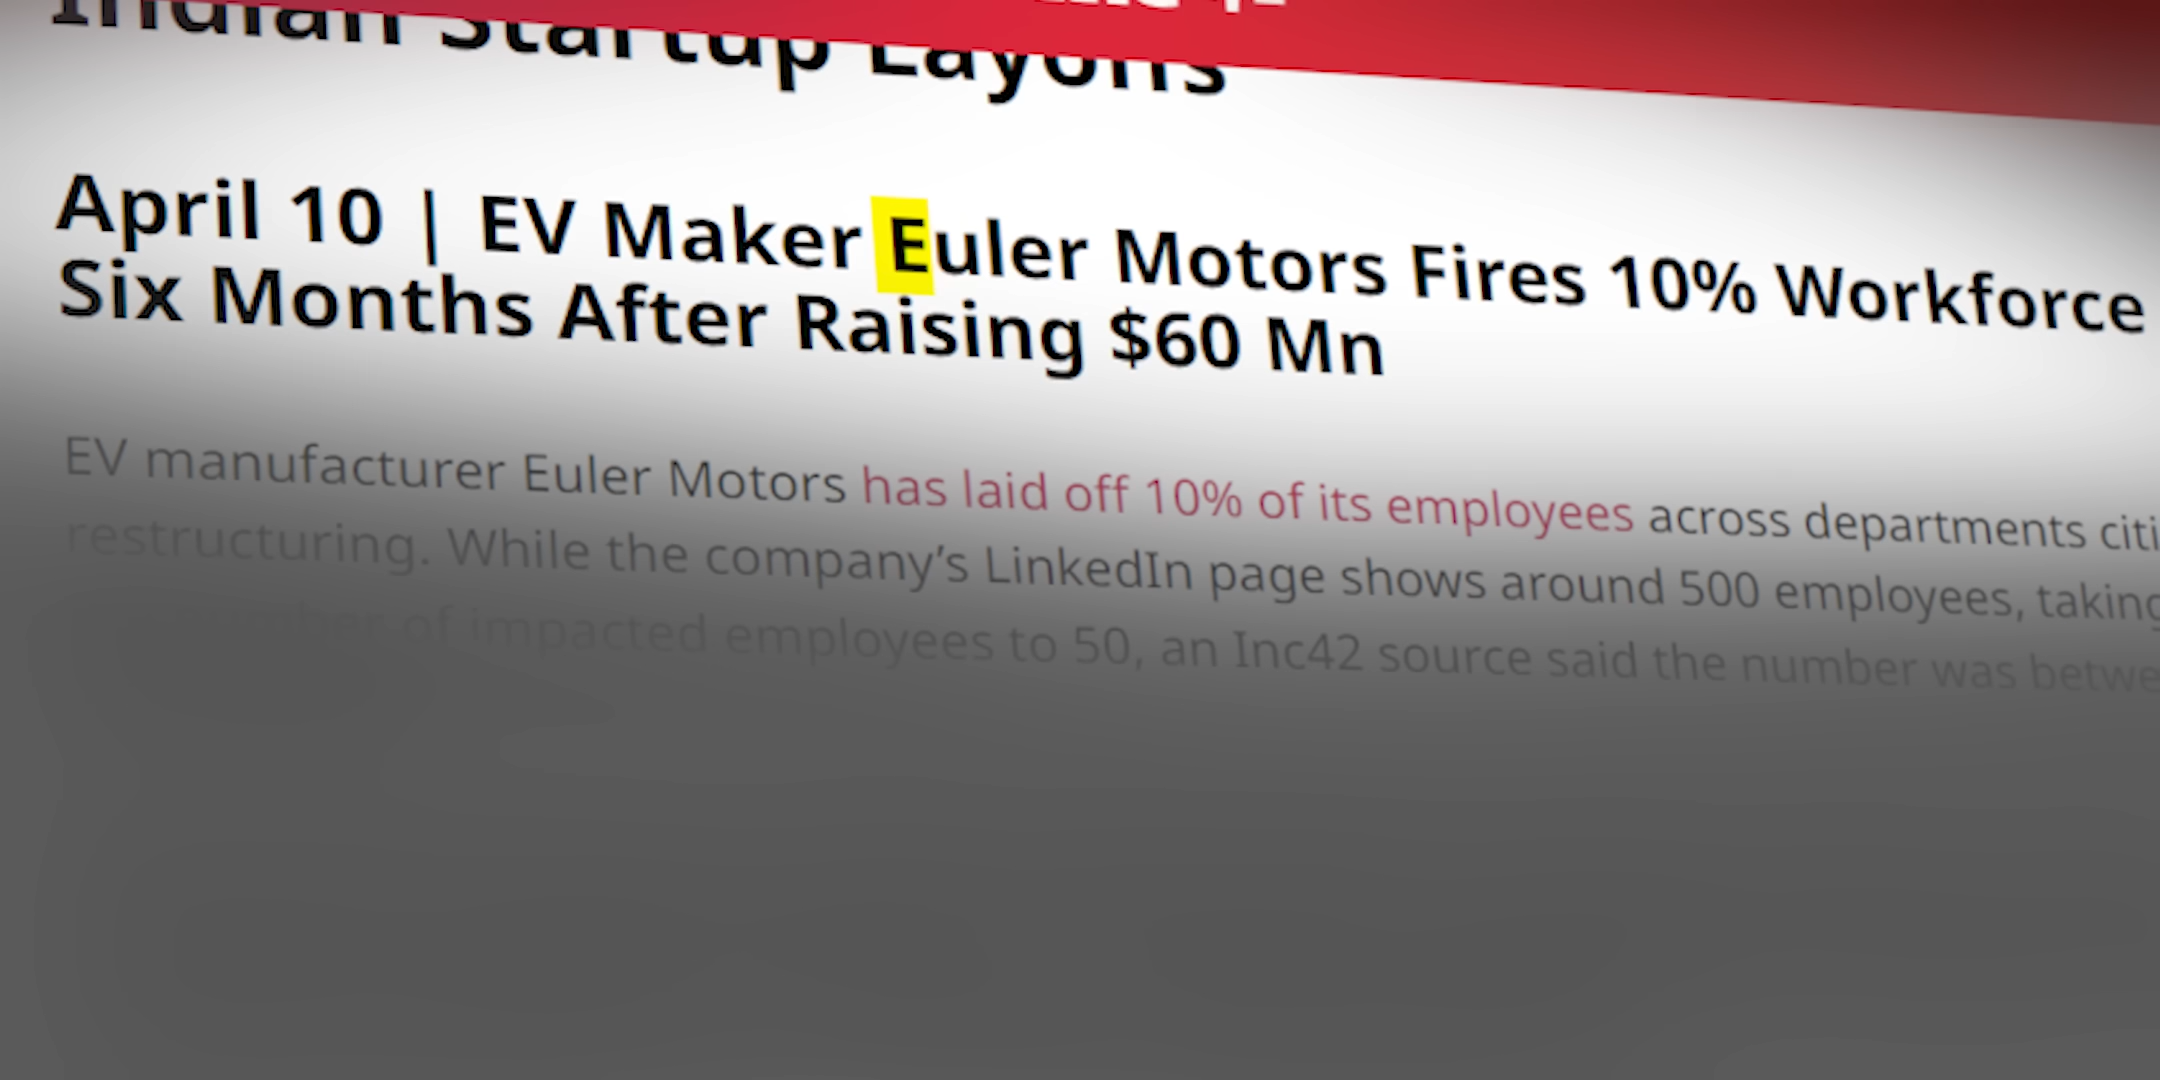 Indian Startup Layoffs
April 10 | EV Maker Euler Motors Fires 10% Workforce
Six Months After Raising $60 Mn
EV manufacturer Euler Motors has laid off 10% of its employees across departments
restructuring. While the company’s LinkedIn page shows around 500 employees, taking
of impacted employees to 50, an Inc42 source said the number was